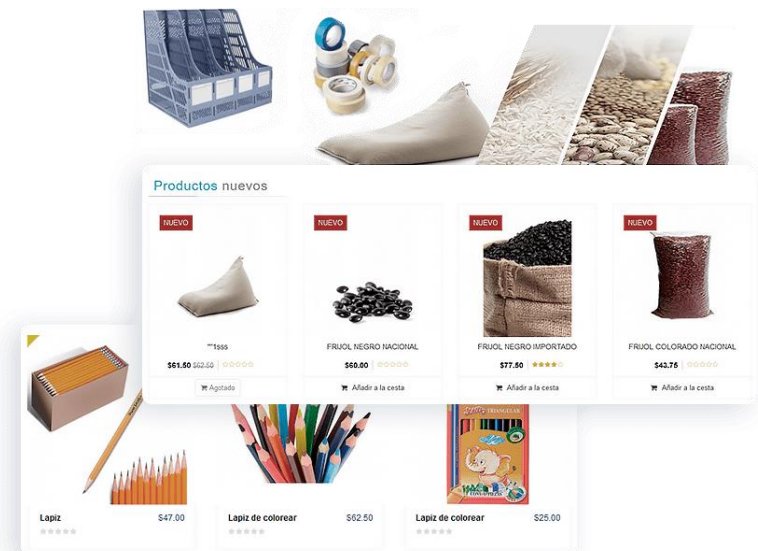 Productos nuevos
NUEVO
NUEVO
NUEVO
NUEVO
""1sss
FRIJOL NEGRO NACIONAL
FRIJOL NEGRO IMPORTADO
FRIJOL COLORADO NACIONAL
$61.50 $62.50
$60.00
$77.50
$43.75
Agotado
Añadir a la cesta
Añadir a la cesta
Añadir a la cesta
TRIANGULAR
Lapiz
$47.00
Lapiz de colorear
$62.50
Lapiz de colorear
$25.00